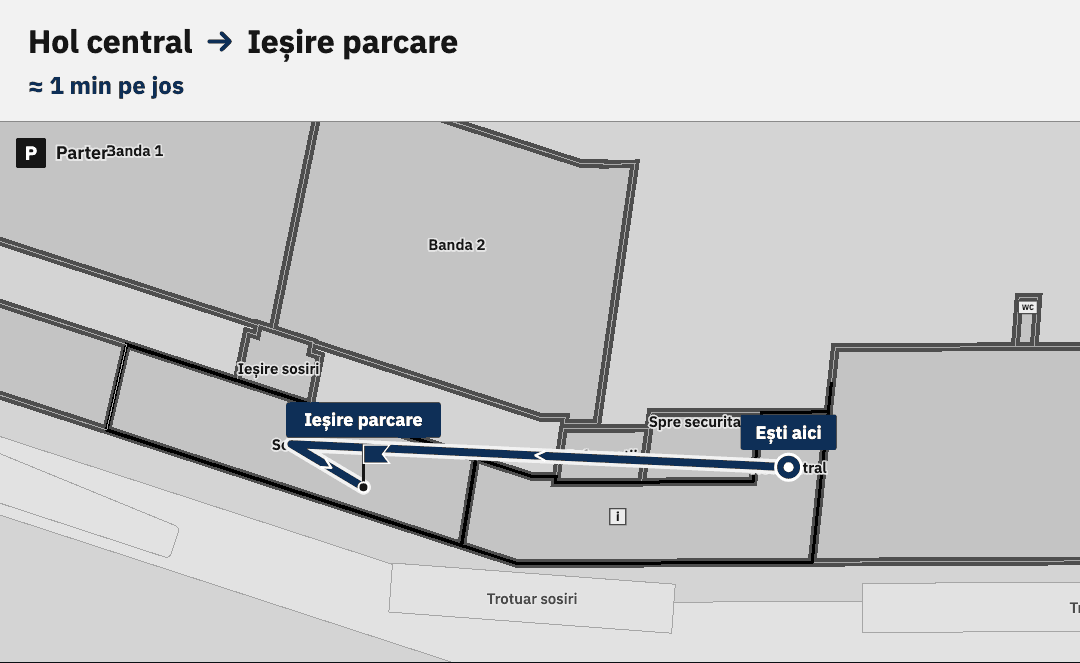 Hol central → Ieșire parcare
≈ 1 min pe jos
P Parter
Banda 1
Banda 2
wc
Ieșire sosiri
Ieșire parcare
Spre securita
Ești aici
tral
i
Trotuar sosiri